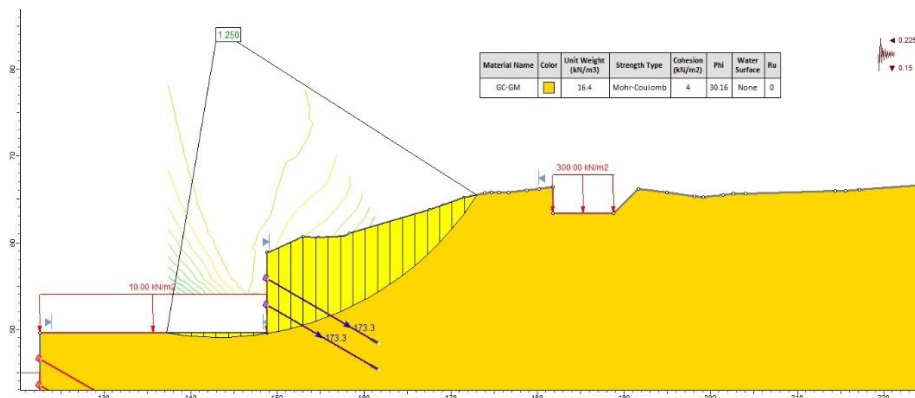 1.250
0.225
0.15
Material Name Color Unit Weight (kN/m3) Strength Type Cohesion (kN/m2) Phi Water Surface Ru
GC-GM 16.4 Mohr-Coulomb 4 30.16 None 0
80
70
300.00 kN/m2
60
10.00 kN/m2
173.3
173.3
50
130 140 150 160 170 180 190 200 210 220